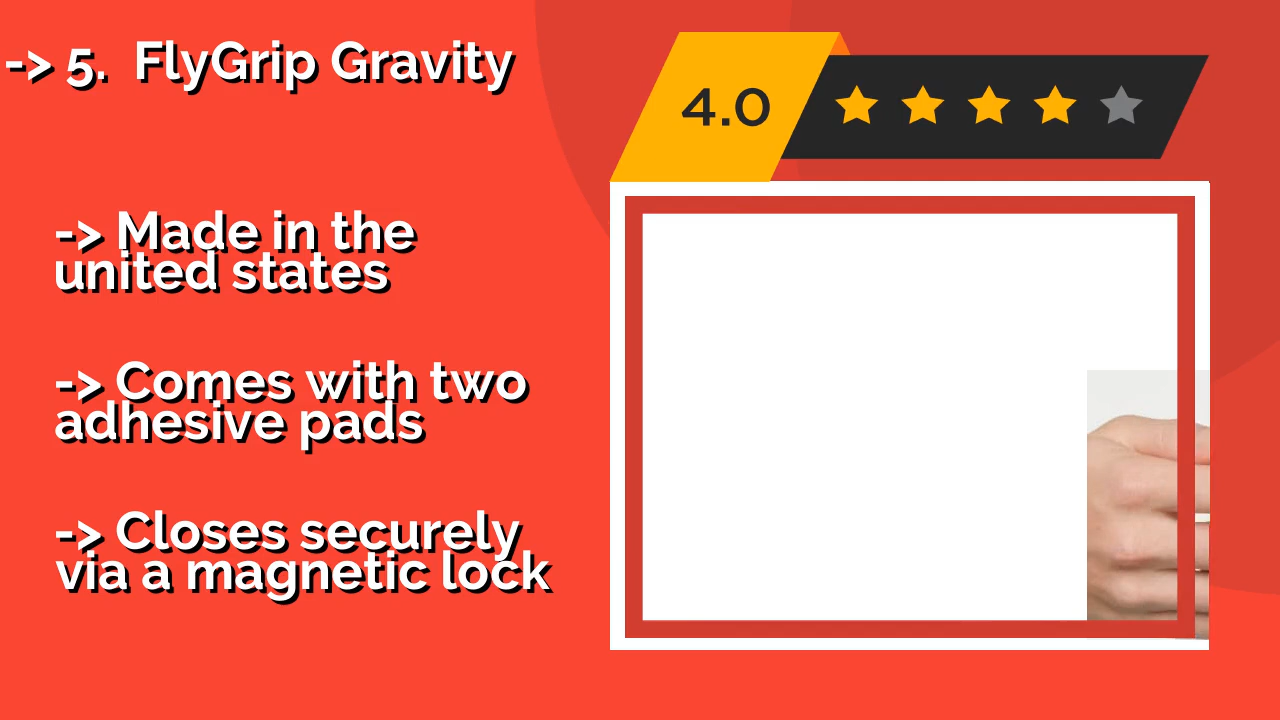 -> 5. FlyGrip Gravity
4.0
-> Made in the
united states
-> Comes with two
adhesive pads
-> Closes securely
via a magnetic lock